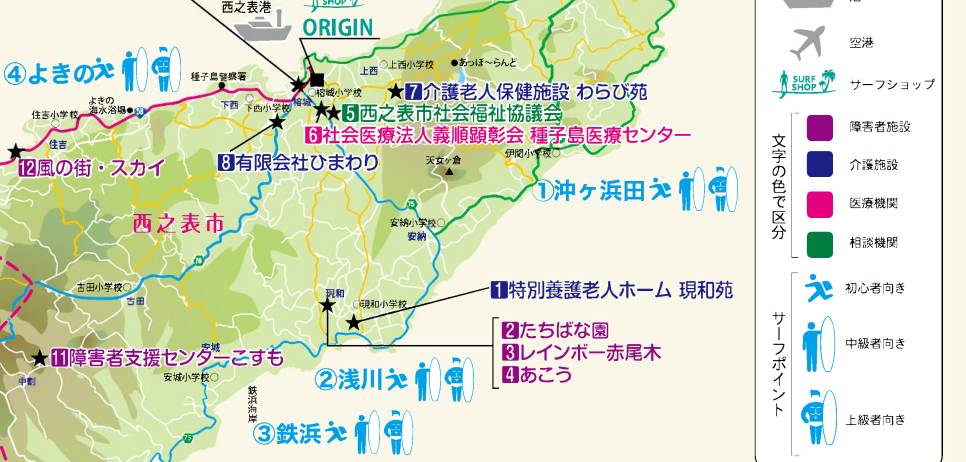 西之表港
SHOP
ORIGIN
④よきの
種子島警察署
上西
上西小学校
あっぽ～らんど
よきの
海水浴場
住吉小学校
住吉
下西
下西小学校
榕城
榕城小学校
7介護老人保健施設 わらび苑
5西之表市社会福祉協議会
6社会医療法人義順顕彰会 種子島医療センター
12風の街・スカイ
8有限会社ひまわり
天女ヶ倉
伊関小学校
①沖ヶ浜田
西之表市
安納小学校
安納
75
76
古田小学校
古田
現和
現和小学校
1特別養護老人ホーム 現和苑
2たちばな園
3レインボー赤尾木
4あこう
11障害者支援センターこすも
安城
安城小学校
中割
②浅川
鉄浜海岸
③鉄浜
75
港
空港
SURF
SHOP
サーフショップ
文字の色で区分
障害者施設
介護施設
医療機関
相談機関
サーフポイント
初心者向き
中級者向き
上級者向き